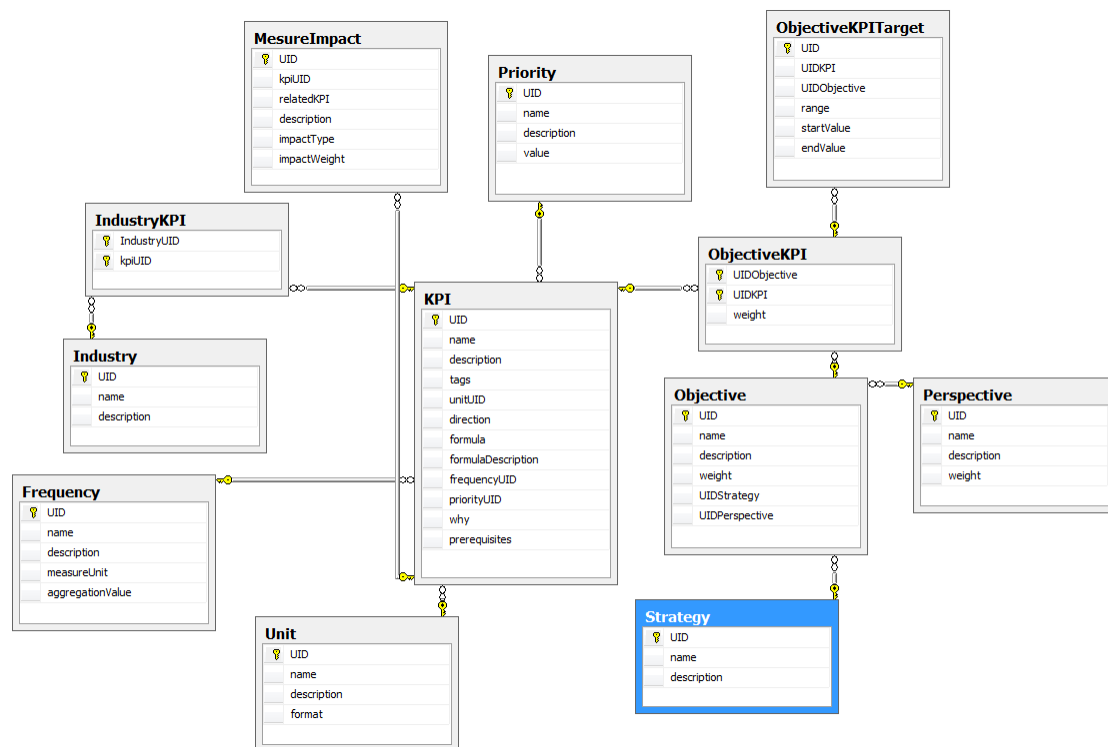 MesureImpact
UID
kpiUID
relatedKPI
description
impactType
impactWeight
Priority
UID
name
description
value
ObjectiveKPITarget
UID
UIDKPI
UIDObjective
range
startValue
endValue
IndustryKPI
IndustryUID
kpiUID
ObjectiveKPI
UIDObjective
UIDKPI
weight
KPI
UID
name
description
tags
unitUID
direction
formula
formulaDescription
frequencyUID
priorityUID
why
prerequisites
Industry
UID
name
description
Objective
UID
name
description
weight
UIDStrategy
UIDPerspective
Perspective
UID
name
description
weight
Frequency
UID
name
description
measureUnit
aggregationValue
Unit
UID
name
description
format
Strategy
UID
name
description